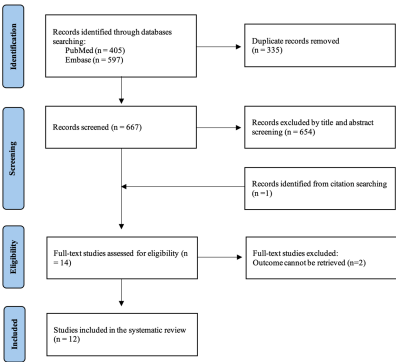 Identification
Records identified through databases
searching:
PubMed (n = 405)
Embase (n = 597)
Duplicate records removed
(n = 335)
Screening
Records screened (n = 667)
Records excluded by title and abstract
screening (n = 654)
Records identified from citation searching
(n =1)
Eligibility
Full-text studies assessed for eligibility (n
= 14)
Full-text studies excluded:
Outcome cannot be retrieved (n=2)
Included
Studies included in the systematic review
(n = 12)